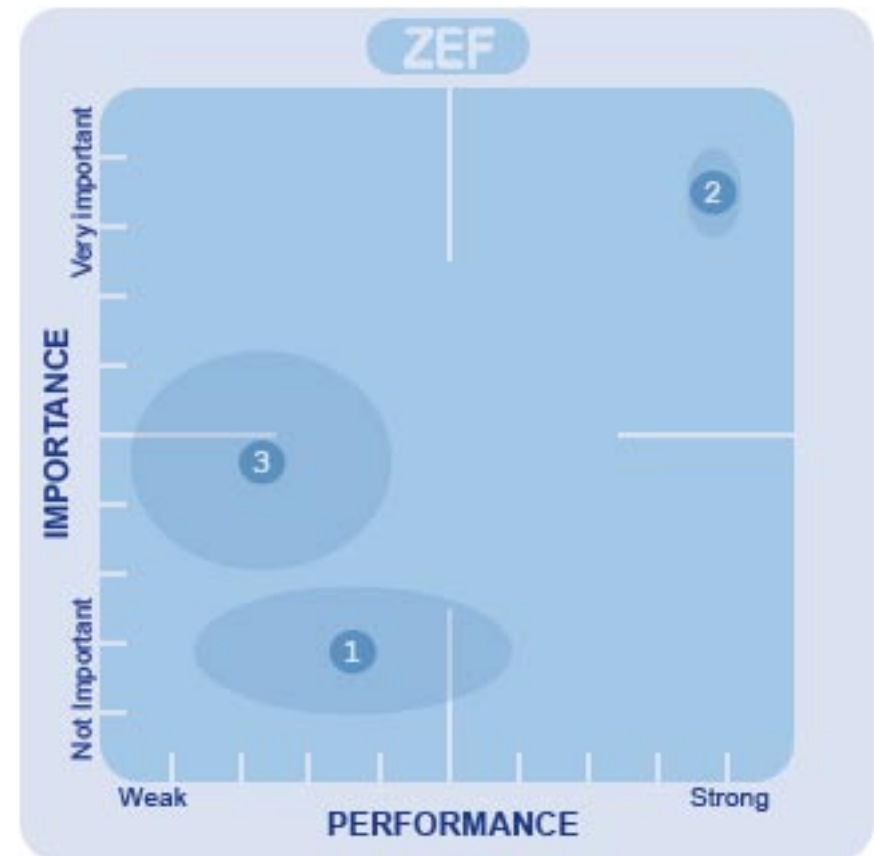 ZEF
Very important
2
IMPORTANCE
3
Not Important
1
Weak
Strong
PERFORMANCE